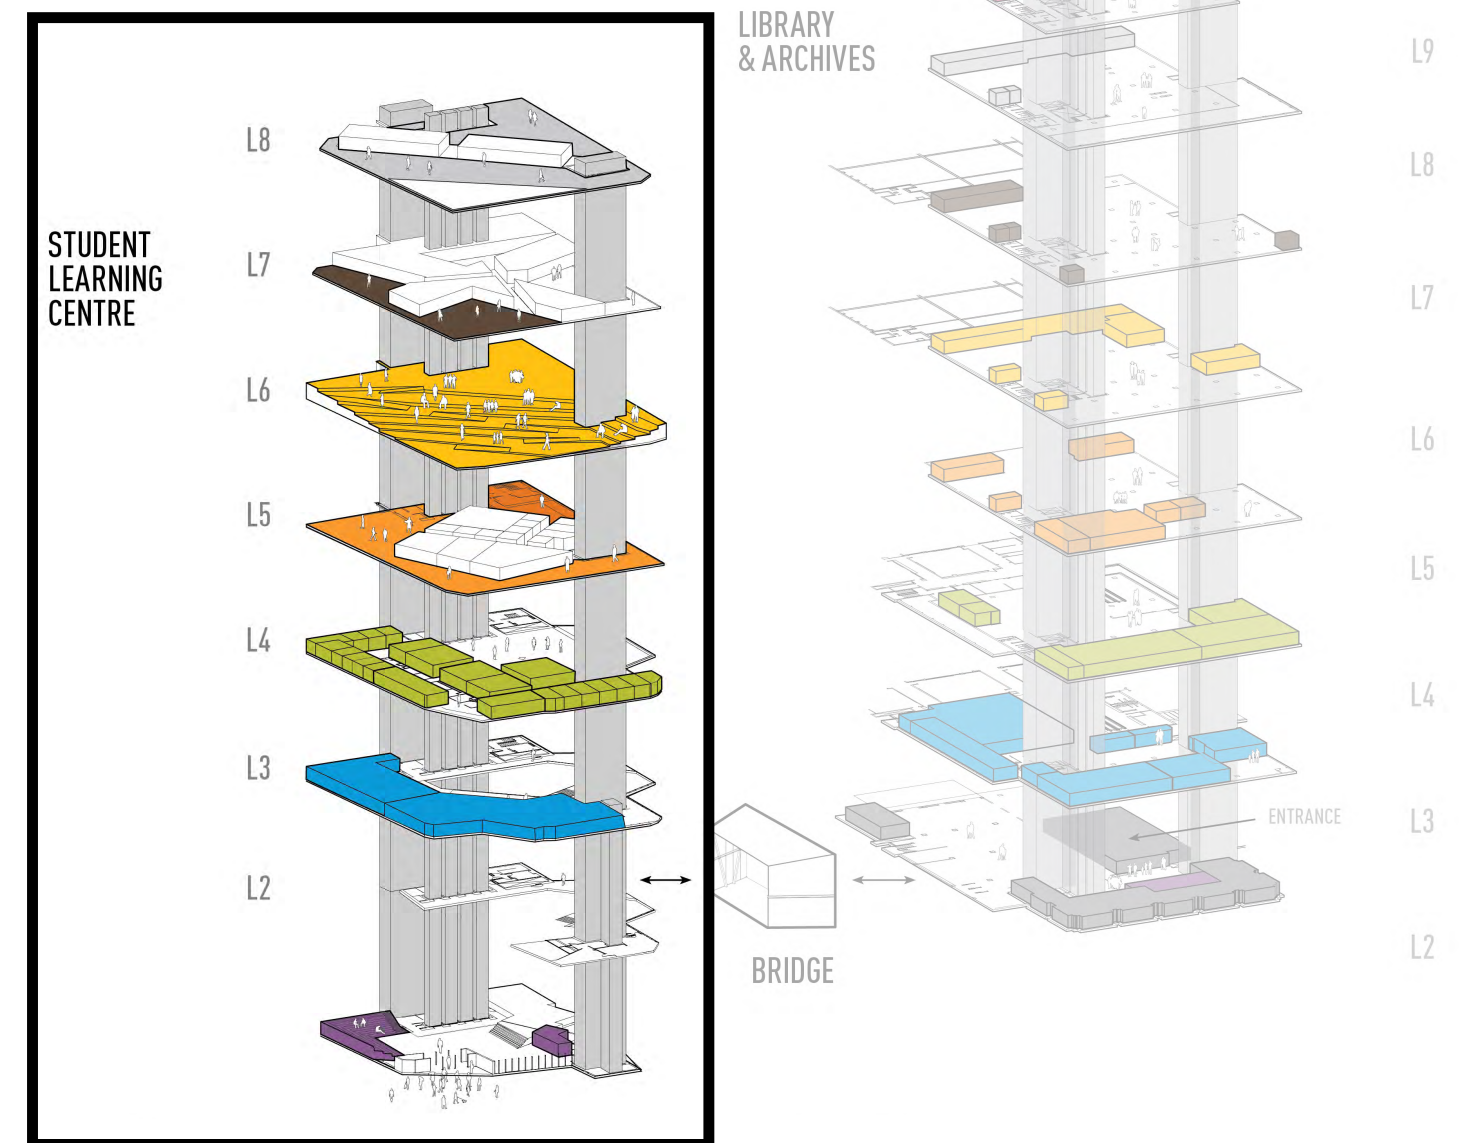 LIBRARY
& ARCHIVES
STUDENT
LEARNING
CENTRE
L8
L7
L6
L5
L4
L3
L2
BRIDGE
ENTRANCE
L9
L8
L7
L6
L5
L4
L3
L2